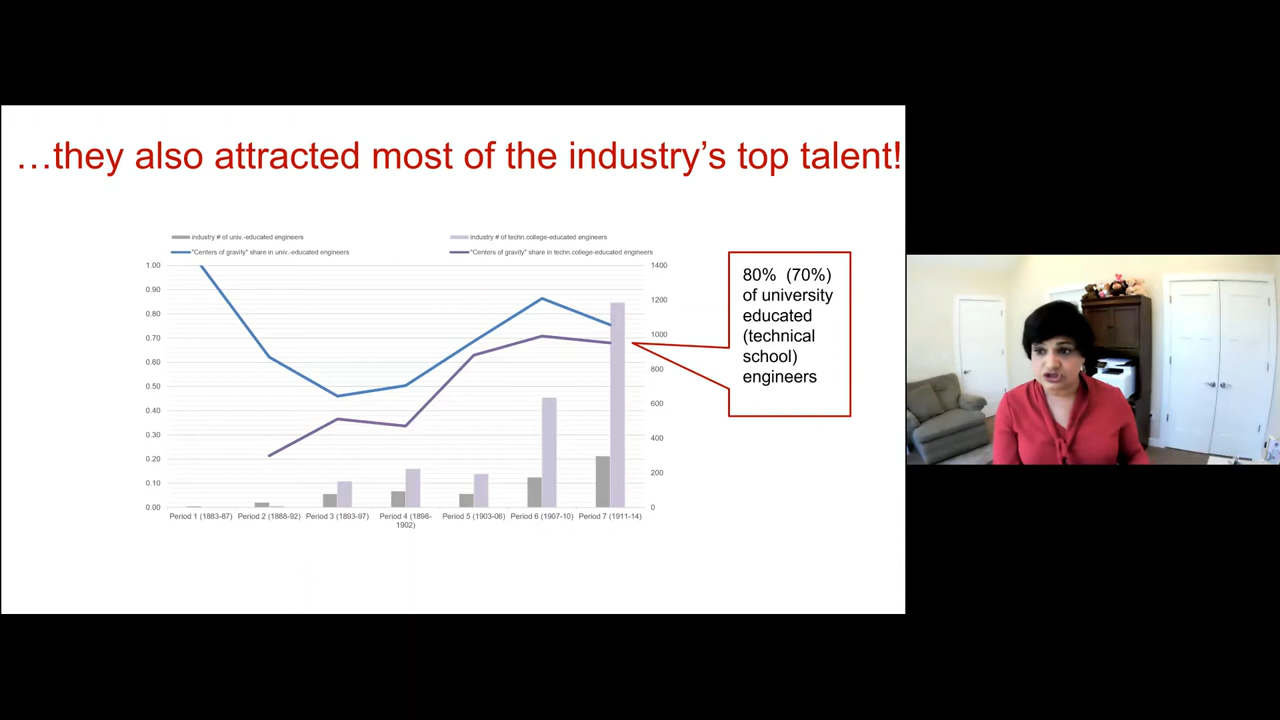 …they also attracted most of the industry’s top talent!
industry # of univ.-educated engineers
industry # of techn.college-educated engineers
"Centers of gravity" share in univ.-educated engineers
"Centers of gravity" share in techn.college-educated engineers
1.00
0.90
0.80
0.70
0.60
0.50
0.40
0.30
0.20
0.10
0.00
1400
1200
1000
800
600
400
200
0
Period 1 (1883-87)
Period 2 (1888-92)
Period 3 (1893-97)
Period 4 (1898-
1902)
Period 5 (1903-06)
Period 6 (1907-10)
Period 7 (1911-14)
80% (70%)
of university
educated
(technical
school)
engineers